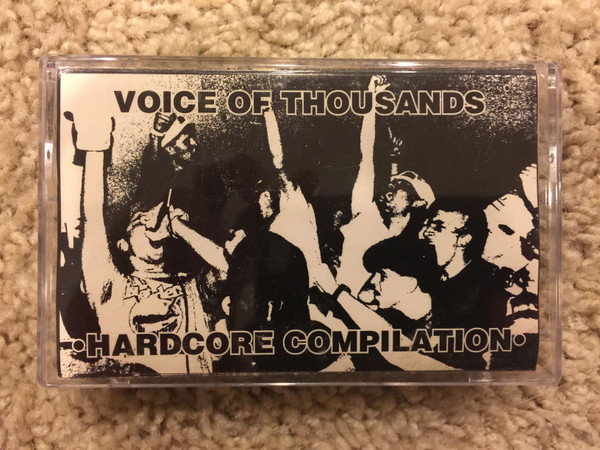 VOICE OF THOUSANDS
•HARDCORE COMPILATION•